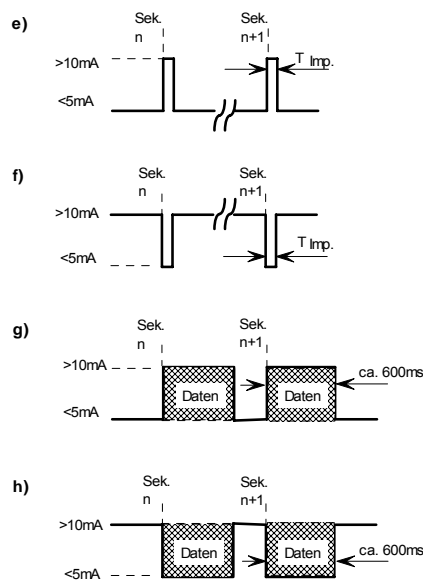 e)
Sek. Sek.
n n+1
>10mA
T Imp.
<5mA
f)
Sek. Sek.
n n+1
>10mA
T Imp.
<5mA
g)
Sek. Sek.
n n+1
>10mA
ca. 600ms
Daten Daten
<5mA
h)
Sek. Sek.
n n+1
>10mA
Daten Daten
ca. 600ms
<5mA